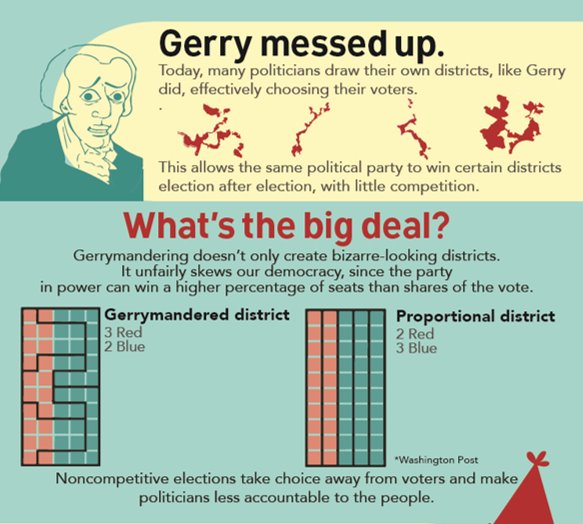 Gerry messed up.
Today, many politicians draw their own districts, like Gerry
did, effectively choosing their voters.
.
This allows the same political party to win certain districts
election after election, with little competition.
What's the big deal?
Gerrymandering doesn't only create bizarre-looking districts.
It unfairly skews our democracy, since the party
in power can win a higher percentage of seats than shares of the vote.
Gerrymandered district
3 Red
2 Blue
Proportional district
2 Red
3 Blue
*Washington Post
Noncompetitive elections take choice away from voters and make
politicians less accountable to the people.